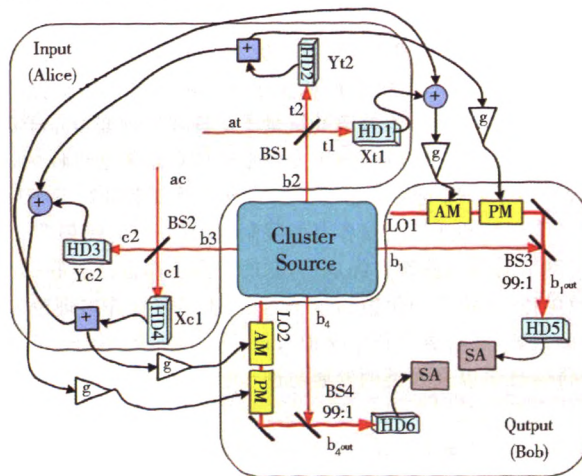 Input
(Alice)
+
HD2
Yt2
t2
at
BS1
t1
HD1
Xt1
+
g
g
ac
b2
+
c2
HD3
Yc2
BS2
b3
c1
HD4
Xc1
+
Cluster
Source
LO1
AM
PM
b1
BS3
99:1
b1out
HD5
SA
SA
LO2
b4
AM
PM
g
g
BS4
99:1
HD6
b4out
Qutput
(Bob)